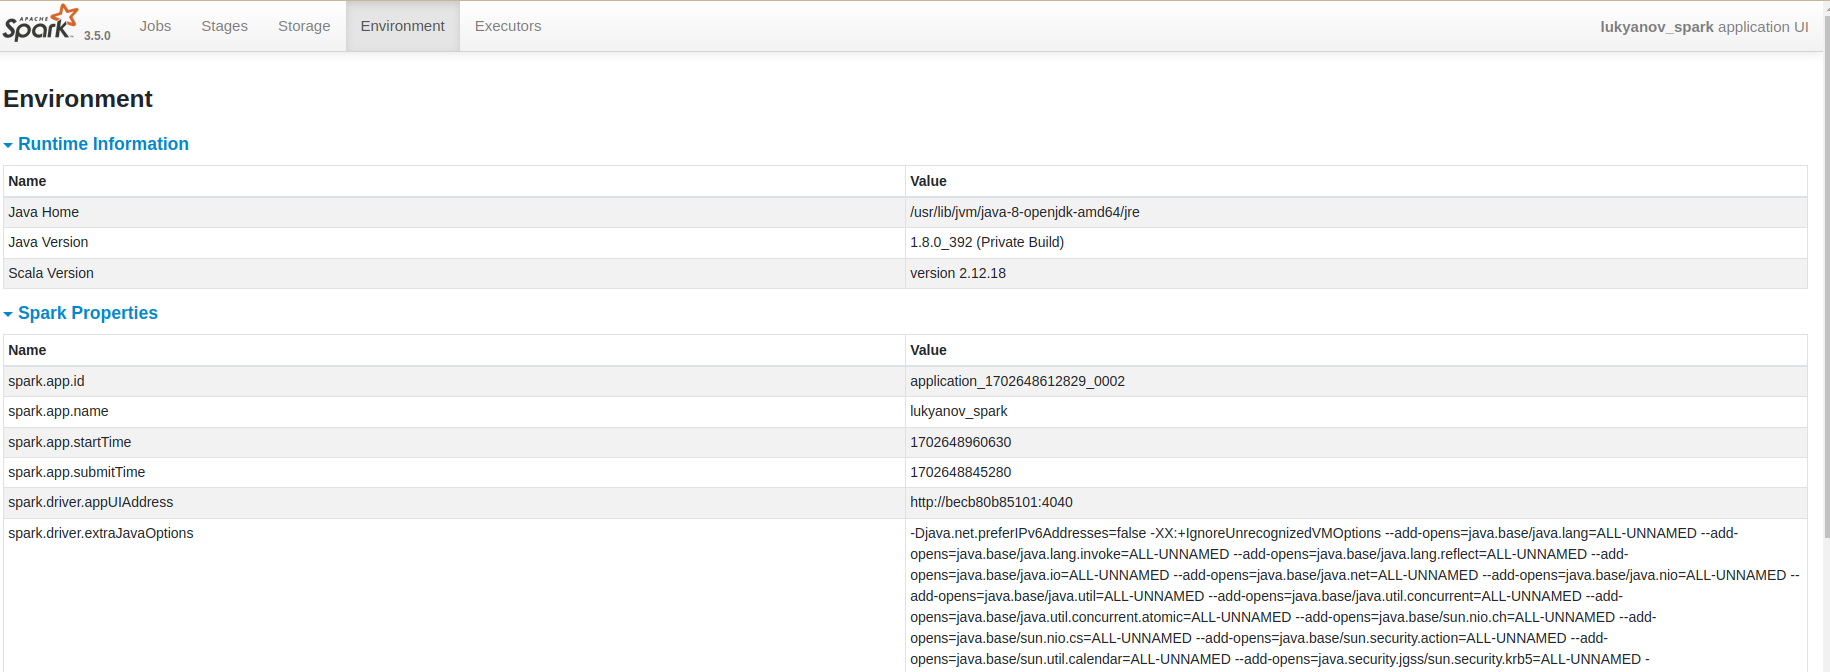 APACHE
Spark 3.5.0 Jobs Stages Storage Environment Executors lukyanov_spark application UI
Environment
Runtime Information
Name Value
Java Home /usr/lib/jvm/java-8-openjdk-amd64/jre
Java Version 1.8.0_392 (Private Build)
Scala Version version 2.12.18
Spark Properties
Name Value
spark.app.id application_1702648612829_0002
spark.app.name lukyanov_spark
spark.app.startTime 1702648960630
spark.app.submitTime 1702648845280
spark.driver.appUIAddress http://becb80b85101:4040
spark.driver.extraJavaOptions -Djava.net.preferIPv6Addresses=false -XX:+IgnoreUnrecognizedVMOptions --add-opens=java.base/java.lang=ALL-UNNAMED --add-
opens=java.base/java.lang.invoke=ALL-UNNAMED --add-opens=java.base/java.lang.reflect=ALL-UNNAMED --add-
opens=java.base/java.io=ALL-UNNAMED --add-opens=java.base/java.net=ALL-UNNAMED --add-opens=java.base/java.nio=ALL-UNNAMED --
add-opens=java.base/java.util=ALL-UNNAMED --add-opens=java.base/java.util.concurrent=ALL-UNNAMED --add-
opens=java.base/java.util.concurrent.atomic=ALL-UNNAMED --add-opens=java.base/sun.nio.ch=ALL-UNNAMED --add-
opens=java.base/sun.nio.cs=ALL-UNNAMED --add-opens=java.base/sun.security.action=ALL-UNNAMED --add-
opens=java.base/sun.util.calendar=ALL-UNNAMED --add-opens=java.security.jgss/sun.security.krb5=ALL-UNNAMED -